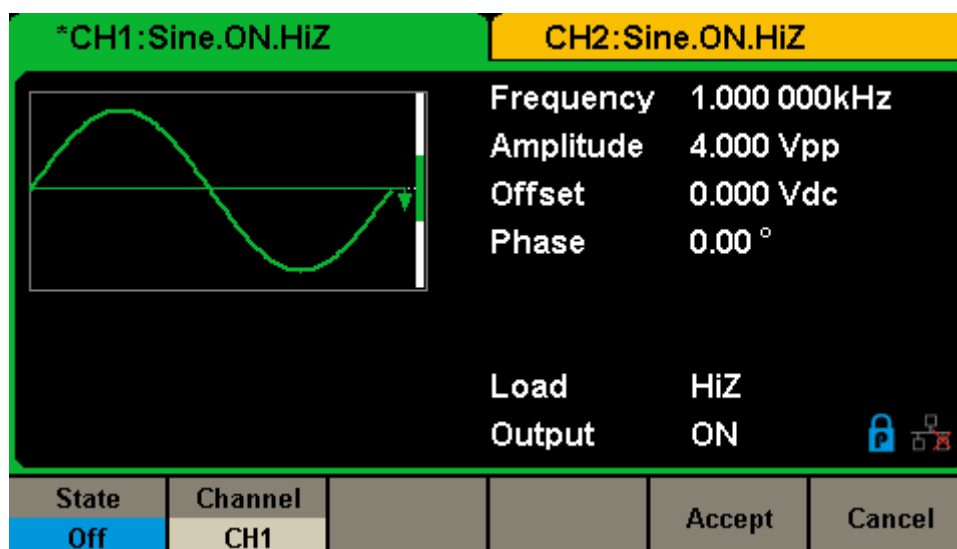 *CH1:Sine.ON.HiZ
CH2:Sine.ON.HiZ
Frequency 1.000 000kHz
Amplitude 4.000 Vpp
Offset 0.000 Vdc
Phase 0.00 °
Load HiZ
Output ON
P
State Channel Accept Cancel
Off CH1